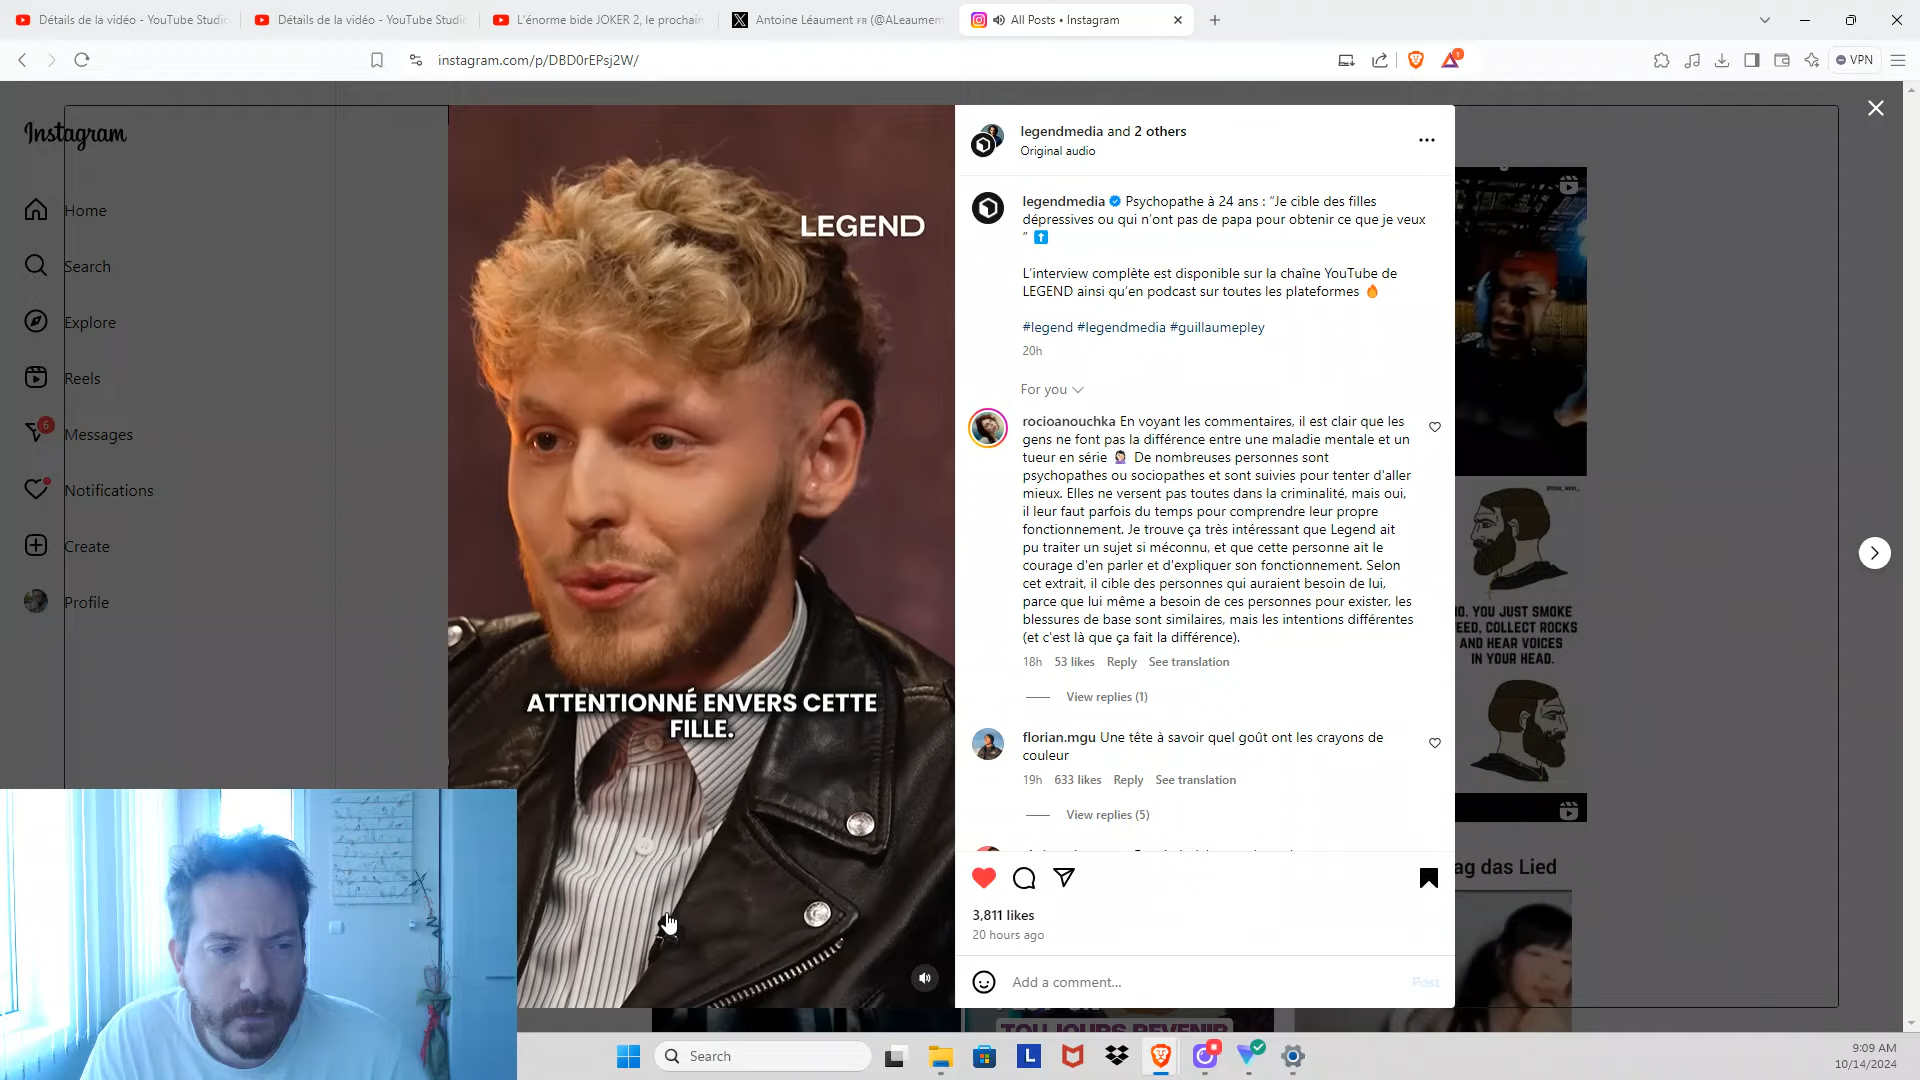 Détails de la vidéo - YouTube Studio
Détails de la vidéo - YouTube Studio
L'énorme bide JOKER 2, le prochain
Antoine Léaument FR (@ALeaument
All Posts • Instagram
instagram.com/p/DBD0rEPsj2W/
1
VPN
Instagram
Home
Search
Explore
Reels
6
Messages
Notifications
Create
Profile
LEGEND
ATTENTIONNÉ ENVERS CETTE
FILLE.
legendmedia and 2 others
Original audio
legendmedia Psychopathe à 24 ans : “Je cible des filles
dépressives ou qui n’ont pas de papa pour obtenir ce que je veux
” ⬆️
L’interview complète est disponible sur la chaîne YouTube de
LEGEND ainsi qu’en podcast sur toutes les plateformes 🔥
#legend #legendmedia #guillaumepley
20h
For you
rocioanouchka En voyant les commentaires, il est clair que les
gens ne font pas la différence entre une maladie mentale et un
tueur en série 🤦🏻‍♀️ De nombreuses personnes sont
psychopathes ou sociopathes et sont suivies pour tenter d'aller
mieux. Elles ne versent pas toutes dans la criminalité, mais oui,
il leur faut parfois du temps pour comprendre leur propre
fonctionnement. Je trouve ça très intéressant que Legend ait
pu traiter un sujet si méconnu, et que cette personne ait le
courage d'en parler et d'expliquer son fonctionnement. Selon
cet extrait, il cible des personnes qui auraient besoin de lui,
parce que lui même a besoin de ces personnes pour exister, les
blessures de base sont similaires, mais les intentions différentes
(et c'est là que ça fait la différence).
18h 53 likes Reply See translation
View replies (1)
florian.mgu Une tête à savoir quel goût ont les crayons de
couleur
19h 633 likes Reply See translation
View replies (5)
3,811 likes
20 hours ago
Add a comment...
Post
YOU JUST SMOKE
COLLECT ROCKS
AND HEAR VOICES
IN YOUR HEAD.
das Lied
TOUJOURS REVENIR
Search
L
9:09 AM
10/14/2024